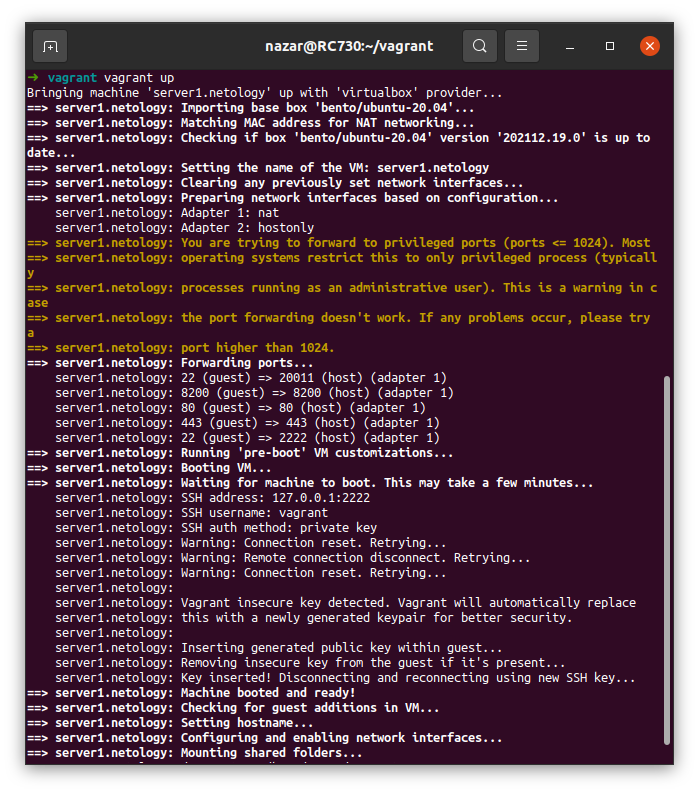 nazar@RC730:~/vagrant
➜ vagrant vagrant up
Bringing machine 'server1.netology' up with 'virtualbox' provider...
==> server1.netology: Importing base box 'bento/ubuntu-20.04'...
==> server1.netology: Matching MAC address for NAT networking...
==> server1.netology: Checking if box 'bento/ubuntu-20.04' version '202112.19.0' is up to
date...
==> server1.netology: Setting the name of the VM: server1.netology
==> server1.netology: Clearing any previously set network interfaces...
==> server1.netology: Preparing network interfaces based on configuration...
    server1.netology: Adapter 1: nat
    server1.netology: Adapter 2: hostonly
==> server1.netology: You are trying to forward to privileged ports (ports <= 1024). Most
==> server1.netology: operating systems restrict this to only privileged process (typicall
y
==> server1.netology: processes running as an administrative user). This is a warning in c
ase
==> server1.netology: the port forwarding doesn't work. If any problems occur, please try
a
==> server1.netology: port higher than 1024.
==> server1.netology: Forwarding ports...
    server1.netology: 22 (guest) => 20011 (host) (adapter 1)
    server1.netology: 8200 (guest) => 8200 (host) (adapter 1)
    server1.netology: 80 (guest) => 80 (host) (adapter 1)
    server1.netology: 443 (guest) => 443 (host) (adapter 1)
    server1.netology: 22 (guest) => 2222 (host) (adapter 1)
==> server1.netology: Running 'pre-boot' VM customizations...
==> server1.netology: Booting VM...
==> server1.netology: Waiting for machine to boot. This may take a few minutes...
    server1.netology: SSH address: 127.0.0.1:2222
    server1.netology: SSH username: vagrant
    server1.netology: SSH auth method: private key
    server1.netology: Warning: Connection reset. Retrying...
    server1.netology: Warning: Remote connection disconnect. Retrying...
    server1.netology: Warning: Connection reset. Retrying...
    server1.netology:
    server1.netology: Vagrant insecure key detected. Vagrant will automatically replace
    server1.netology: this with a newly generated keypair for better security.
    server1.netology:
    server1.netology: Inserting generated public key within guest...
    server1.netology: Removing insecure key from the guest if it's present...
    server1.netology: Key inserted! Disconnecting and reconnecting using new SSH key...
==> server1.netology: Machine booted and ready!
==> server1.netology: Checking for guest additions in VM...
==> server1.netology: Setting hostname...
==> server1.netology: Configuring and enabling network interfaces...
==> server1.netology: Mounting shared folders...